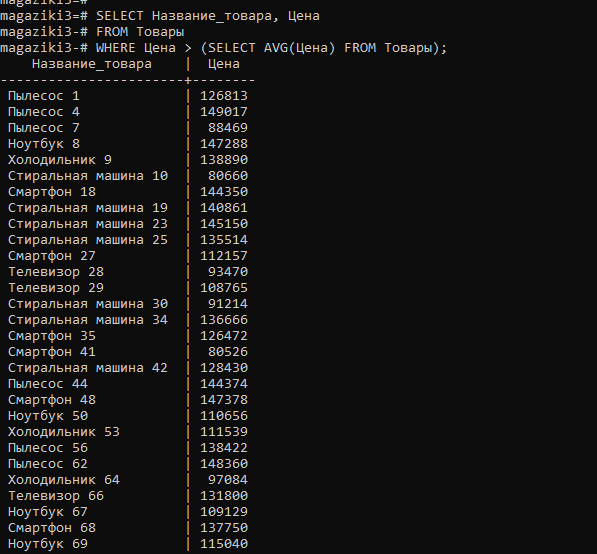 magaziki3=#
magaziki3=# SELECT Название_товара, Цена
magaziki3-# FROM Товары
magaziki3-# WHERE Цена > (SELECT AVG(Цена) FROM Товары);
Название_товара | Цена
-----------------------+--------
Пылесос 1 | 126813
Пылесос 4 | 149017
Пылесос 7 | 88469
Ноутбук 8 | 147288
Холодильник 9 | 138890
Стиральная машина 10 | 80660
Смартфон 18 | 144350
Стиральная машина 19 | 140861
Стиральная машина 23 | 145150
Стиральная машина 25 | 135514
Смартфон 27 | 112157
Телевизор 28 | 93470
Телевизор 29 | 108765
Стиральная машина 30 | 91214
Стиральная машина 34 | 136666
Смартфон 35 | 126472
Смартфон 41 | 80526
Стиральная машина 42 | 128430
Пылесос 44 | 144374
Смартфон 48 | 147378
Ноутбук 50 | 110656
Холодильник 53 | 111539
Пылесос 56 | 138422
Пылесос 62 | 148360
Холодильник 64 | 97084
Телевизор 66 | 131800
Ноутбук 67 | 109129
Смартфон 68 | 137750
Ноутбук 69 | 115040